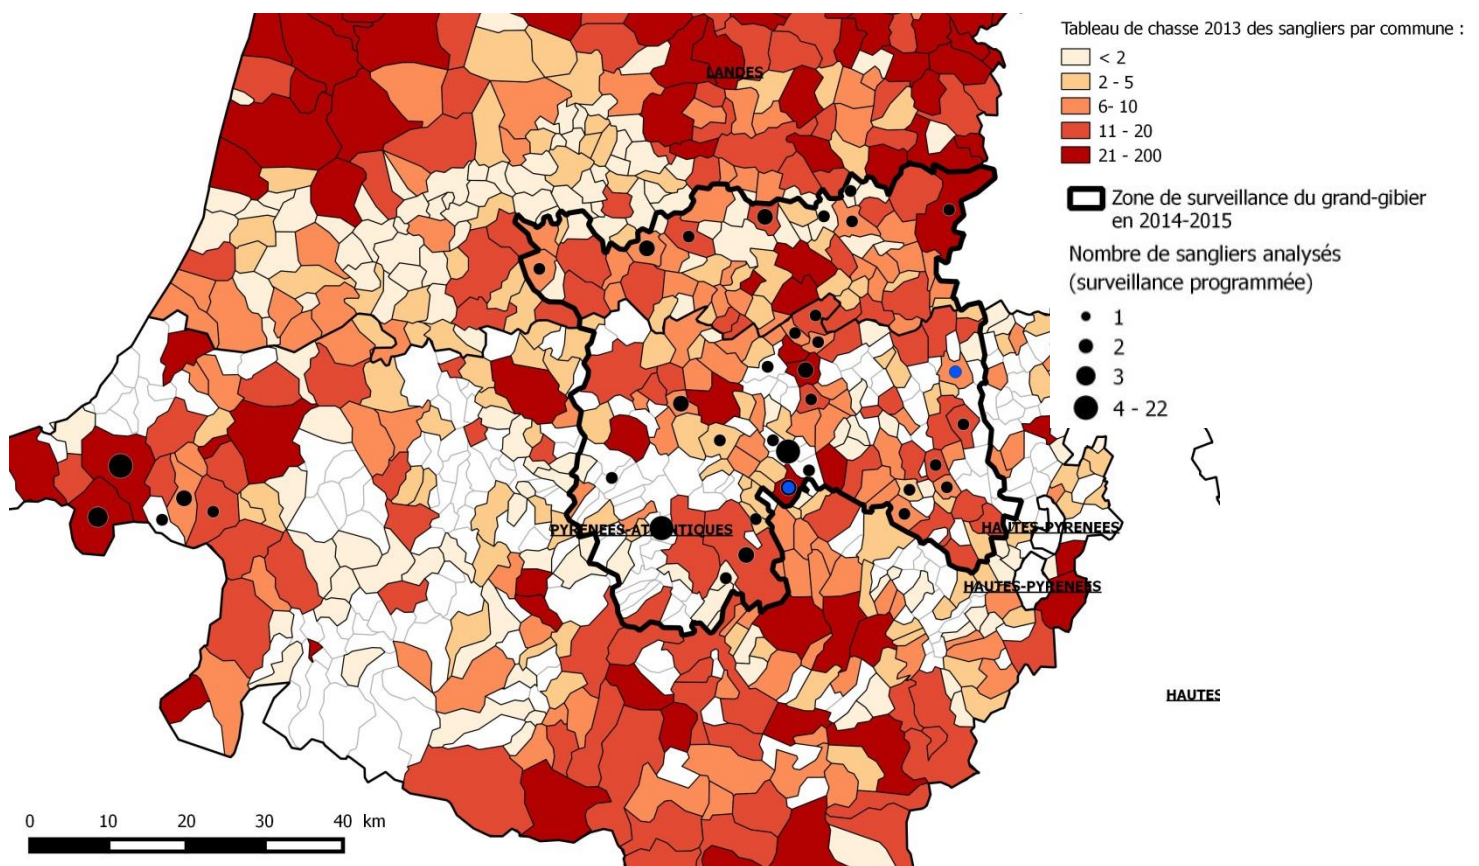 Tableau de chasse 2013 des sangliers par commune :
< 2
2 - 5
6- 10
11 - 20
21 - 200
Zone de surveillance du grand-gibier
en 2014-2015
Nombre de sangliers analysés
(surveillance programmée)
1
2
3
4 - 22
LANDES
PYRENEES-ATLANTIQUES
HAUTES-PYRENEES
HAUTES-PYRENEES
HAUTES
0 10 20 30 40 km